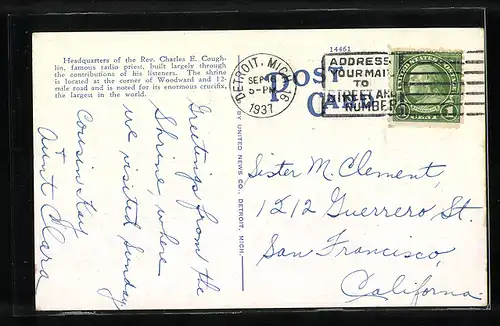 Headquarters of the Rev. Charles E. Cough-
lin, famous radio priest, built largely through
the contributions of his listeners. The shrine
is located at the corner of Woodward and 12-
mile road and is noted for its enormous crucifix,
the largest in the world.
Greetings from the
Shrine, where
we visited Sunday
Cousin Kay
+
Aunt Clara
PUB. BY UNITED NEWS CO., DETROIT, MICH.
14461
POST
CARD
DETROIT, MICH.
SEP
5-PM
1937
ADDRESS
YOUR MAIL
TO
STREET AND
NUMBER
1
Sister M. Clement,
1212 Guerrero St.
San Francisco,
California.